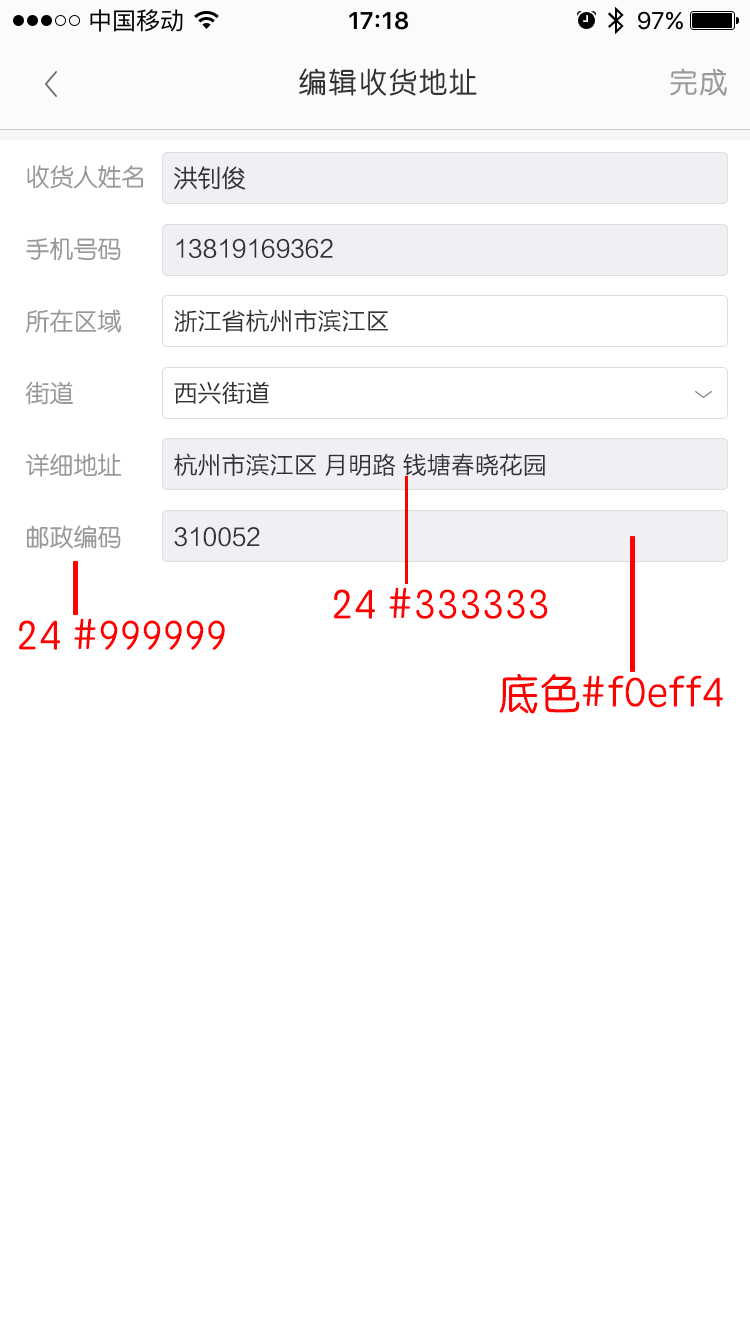 中国移动 17:18 97%
编辑收货地址 完成
收货人姓名 洪钊俊
手机号码 13819169362
所在区域 浙江省杭州市滨江区
街道 西兴街道
详细地址 杭州市滨江区 月明路 钱塘春晓花园
邮政编码 310052
24 #333333
24 #999999
底色#f0eff4